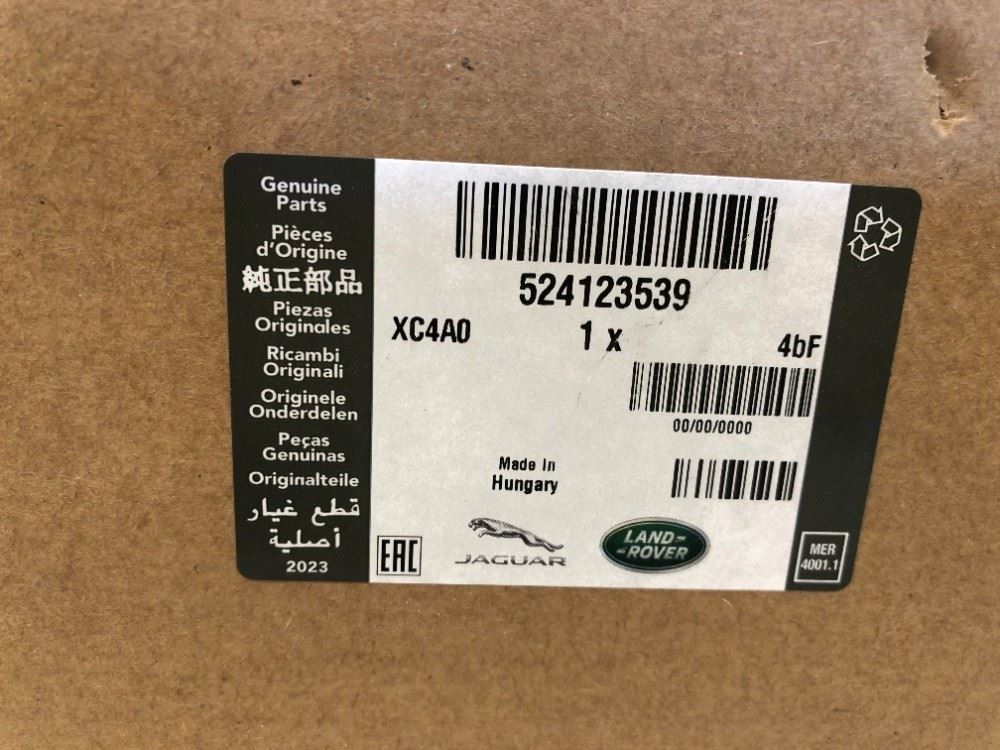 Genuine
Parts
Pièces
d'Origine
純正部品
Piezas
Originales
Ricambi
Originali
Originele
Onderdelen
Peças
Genuinas
Originalteile
قطع غيار
أصلية
2023
524123539
XC4A0
1 x
4bF
00/00/0000
Made In
Hungary
EAC
JAGUAR
LAND-
-ROVER
MER
4001.1